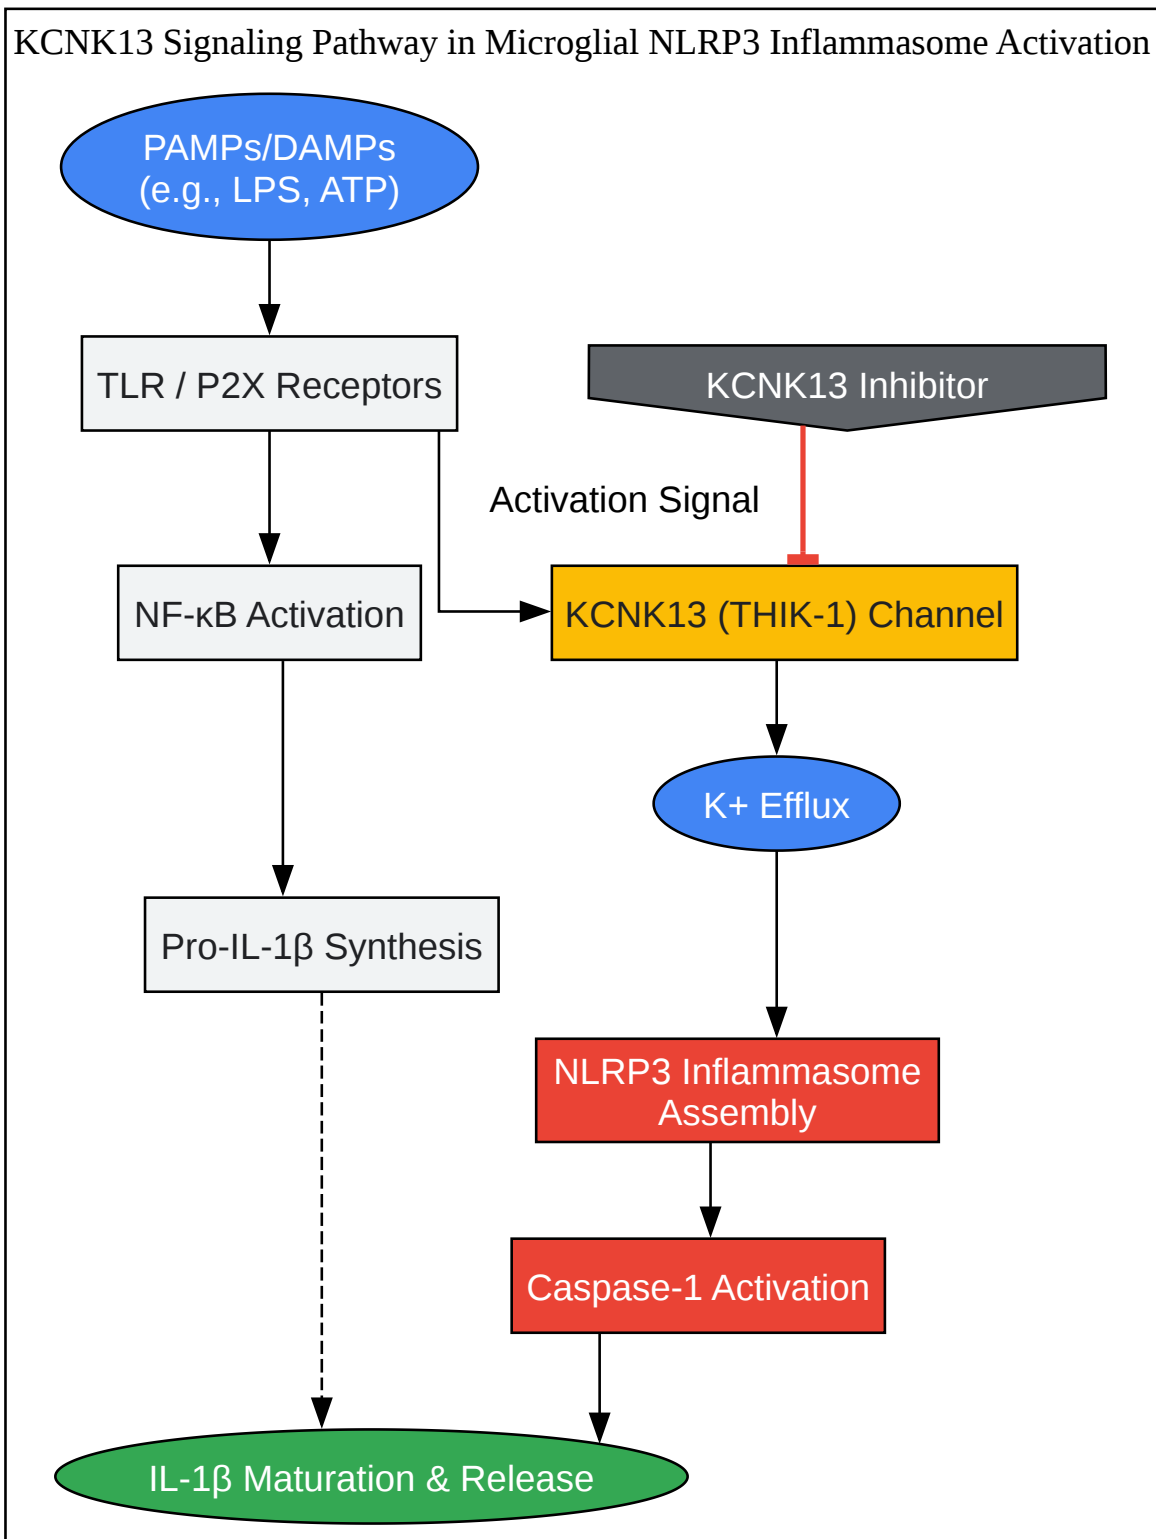 KCNK13 Signaling Pathway in Microglial NLRP3 Inflammasome Activation
PAMPs/DAMPs
(e.g., LPS, ATP)
TLR / P2X Receptors
KCNK13 Inhibitor
Activation Signal
NF-κB Activation
KCNK13 (THIK-1) Channel
K+ Efflux
Pro-IL-1β Synthesis
NLRP3 Inflammasome
Assembly
Caspase-1 Activation
IL-1β Maturation & Release